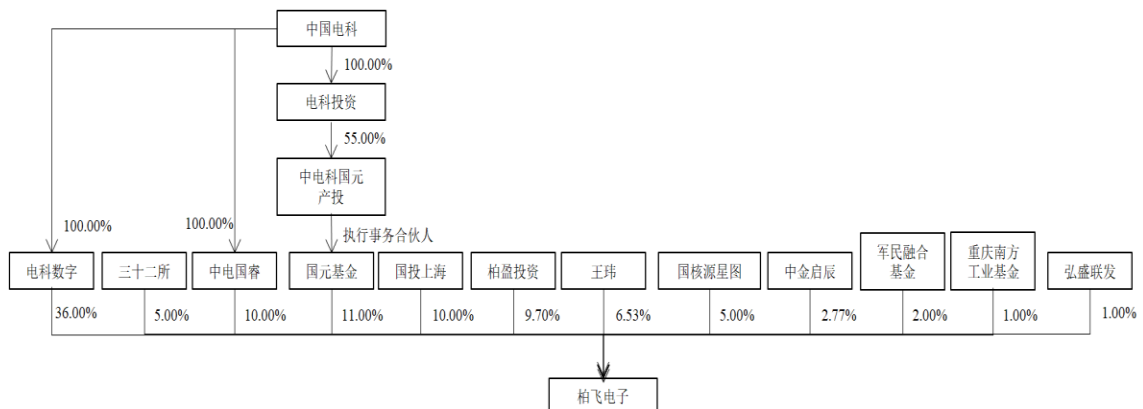 中国电科
100.00%
电科投资
55.00%
中电科国元
产投
100.00%
100.00%
执行事务合伙人
电科数字
三十二所
中电国睿
国元基金
国投上海
柏盈投资
王玮
国核源星图
中金启辰
军民融合
基金
重庆南方
工业基金
弘盛联发
36.00%
5.00%
10.00%
11.00%
10.00%
9.70%
6.53%
5.00%
2.77%
2.00%
1.00%
1.00%
柏飞电子